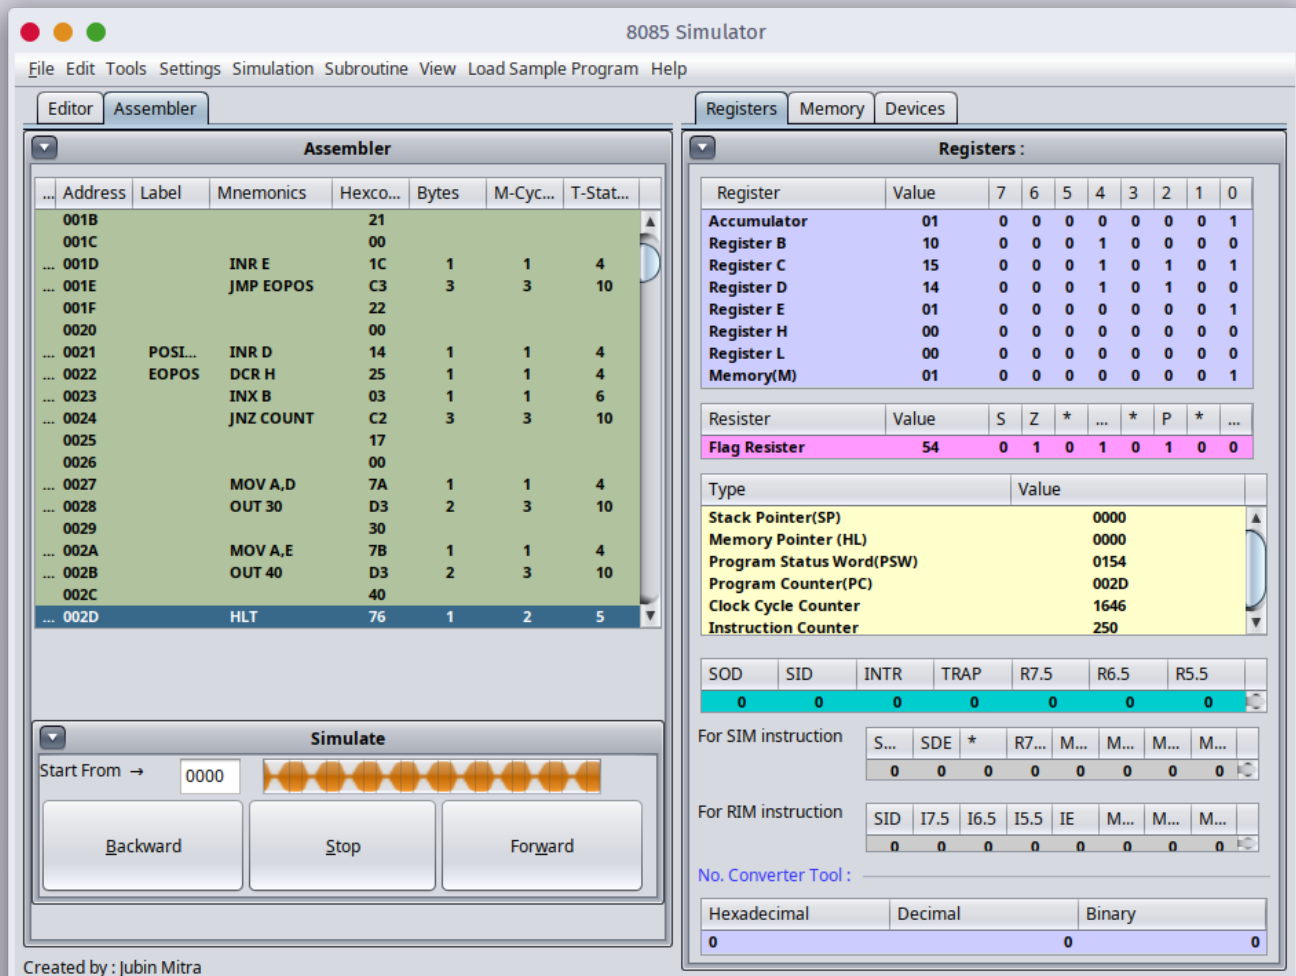 8085 Simulator
File Edit Tools Settings Simulation Subroutine View Load Sample Program Help
Editor Assembler
Assembler
... Address Label Mnemonics Hexco... Bytes M-Cyc... T-Stat...
001B 21
001C 00
... 001D INR E 1C 1 1 4
... 001E JMP EOPOS C3 3 3 10
001F 22
0020 00
... 0021 POSI... INR D 14 1 1 4
... 0022 EOPOS DCR H 25 1 1 4
... 0023 INX B 03 1 1 6
... 0024 JNZ COUNT C2 3 3 10
0025 17
0026 00
... 0027 MOV A,D 7A 1 1 4
... 0028 OUT 30 D3 2 3 10
0029 30
... 002A MOV A,E 7B 1 1 4
... 002B OUT 40 D3 2 3 10
002C 40
... 002D HLT 76 1 2 5
Simulate
Start From → 0000
Backward Stop Forward
Created by : Jubin Mitra
Registers Memory Devices
Registers :
Register Value 7 6 5 4 3 2 1 0
Accumulator 01 0 0 0 0 0 0 0 1
Register B 10 0 0 0 1 0 0 0 0
Register C 15 0 0 0 1 0 1 0 1
Register D 14 0 0 0 1 0 1 0 0
Register E 01 0 0 0 0 0 0 0 1
Register H 00 0 0 0 0 0 0 0 0
Register L 00 0 0 0 0 0 0 0 0
Memory(M) 01 0 0 0 0 0 0 0 1
Resister Value S Z * ... * P * ...
Flag Resister 54 0 1 0 1 0 1 0 0
Type Value
Stack Pointer(SP) 0000
Memory Pointer (HL) 0000
Program Status Word(PSW) 0154
Program Counter(PC) 002D
Clock Cycle Counter 1646
Instruction Counter 250
SOD SID INTR TRAP R7.5 R6.5 R5.5
0 0 0 0 0 0 0
For SIM instruction
S... SDE * R7... M... M... M... M...
0 0 0 0 0 0 0 0
For RIM instruction
SID I7.5 I6.5 I5.5 IE M... M... M...
0 0 0 0 0 0 0 0
No. Converter Tool :
Hexadecimal Decimal Binary
0 0 0